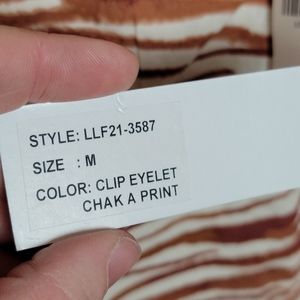 STYLE: LLF21-3587
SIZE : M
COLOR: CLIP EYELET
CHAK A PRINT